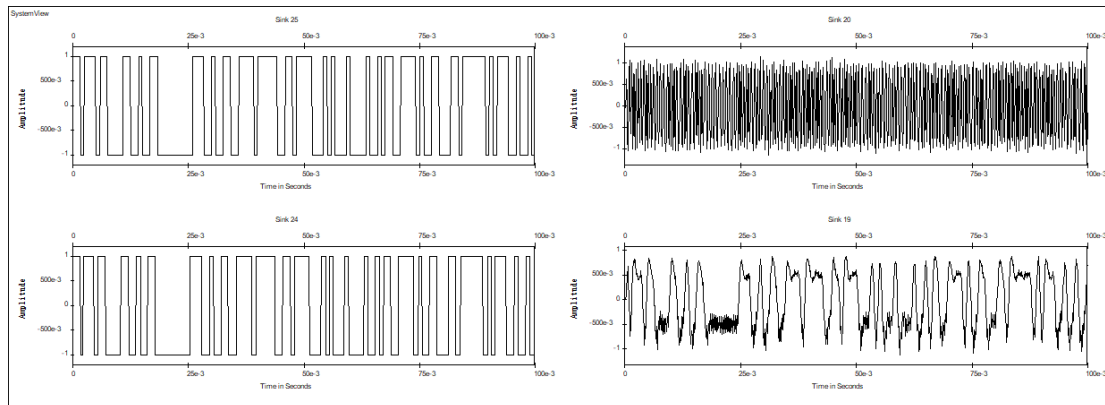 SystemView
Sink 25
0 25e-3 50e-3 75e-3 100e-3
1
500e-3
0
-500e-3
-1
Amplitude
0 25e-3 50e-3 75e-3 100e-3
Time in Seconds
Sink 20
0 25e-3 50e-3 75e-3 100e-3
1
500e-3
0
-500e-3
-1
Amplitude
0 25e-3 50e-3 75e-3 100e-3
Time in Seconds
Sink 24
0 25e-3 50e-3 75e-3 100e-3
1
500e-3
0
-500e-3
-1
Amplitude
0 25e-3 50e-3 75e-3 100e-3
Time in Seconds
Sink 19
0 25e-3 50e-3 75e-3 100e-3
1
500e-3
0
-500e-3
-1
Amplitude
0 25e-3 50e-3 75e-3 100e-3
Time in Seconds